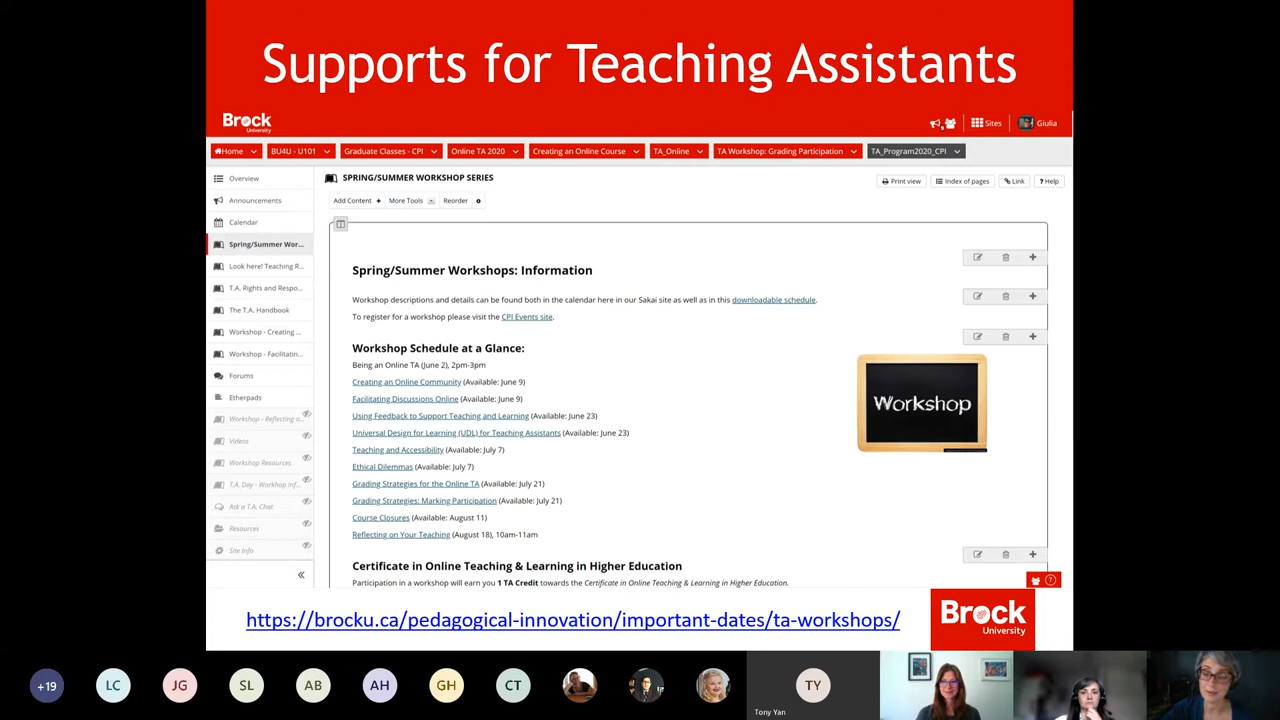 Supports for Teaching Assistants
Brock
University
Sites
Giulia
Home
BU4U - U101
Graduate Classes - CPI
Online TA 2020
Creating an Online Course
TA_Online
TA Workshop: Grading Participation
TA_Program2020_CPI
Overview
Announcements
Calendar
Spring/Summer Wor...
Look here! Teaching R...
T.A. Rights and Respo...
The T.A. Handbook
Workshop - Creating ...
Workshop - Facilitatin...
Forums
Etherpads
Workshop - Reflecting o...
Videos
Workshop Resources
T.A. Day - Workhop Inf...
Ask a T.A. Chat
Resources
Site Info
SPRING/SUMMER WORKSHOP SERIES
Print view
Index of pages
Link
? Help
Add Content +
More Tools
Reorder
Spring/Summer Workshops: Information
Workshop descriptions and details can be found both in the calendar here in our Sakai site as well as in this downloadable schedule.
To register for a workshop please visit the CPI Events site.
Workshop Schedule at a Glance:
Being an Online TA (June 2), 2pm-3pm
Creating an Online Community (Available: June 9)
Facilitating Discussions Online (Available: June 9)
Using Feedback to Support Teaching and Learning (Available: June 23)
Universal Design for Learning (UDL) for Teaching Assistants (Available: June 23)
Teaching and Accessibility (Available: July 7)
Ethical Dilemmas (Available: July 7)
Grading Strategies for the Online TA (Available: July 21)
Grading Strategies: Marking Participation (Available: July 21)
Course Closures (Available: August 11)
Reflecting on Your Teaching (August 18), 10am-11am
Workshop
Certificate in Online Teaching & Learning in Higher Education
Participation in a workshop will earn you 1 TA Credit towards the Certificate in Online Teaching & Learning in Higher Education.
https://brocku.ca/pedagogical-innovation/important-dates/ta-workshops/
Brock
University
+19
LC
JG
SL
AB
AH
GH
CT
TY
Tony Yan